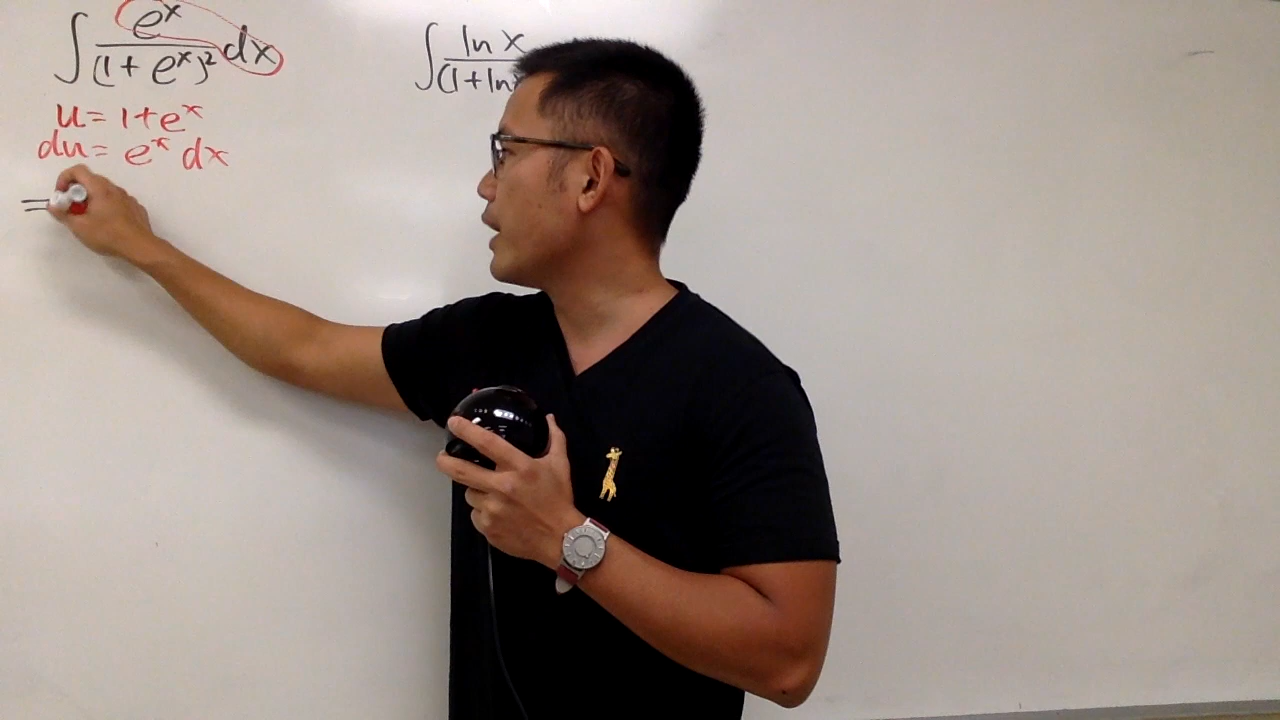 ∫ e^x / (1 + e^x)^2 dx
u = 1 + e^x
du = e^x dx
=
∫ ln x / (1 + ln